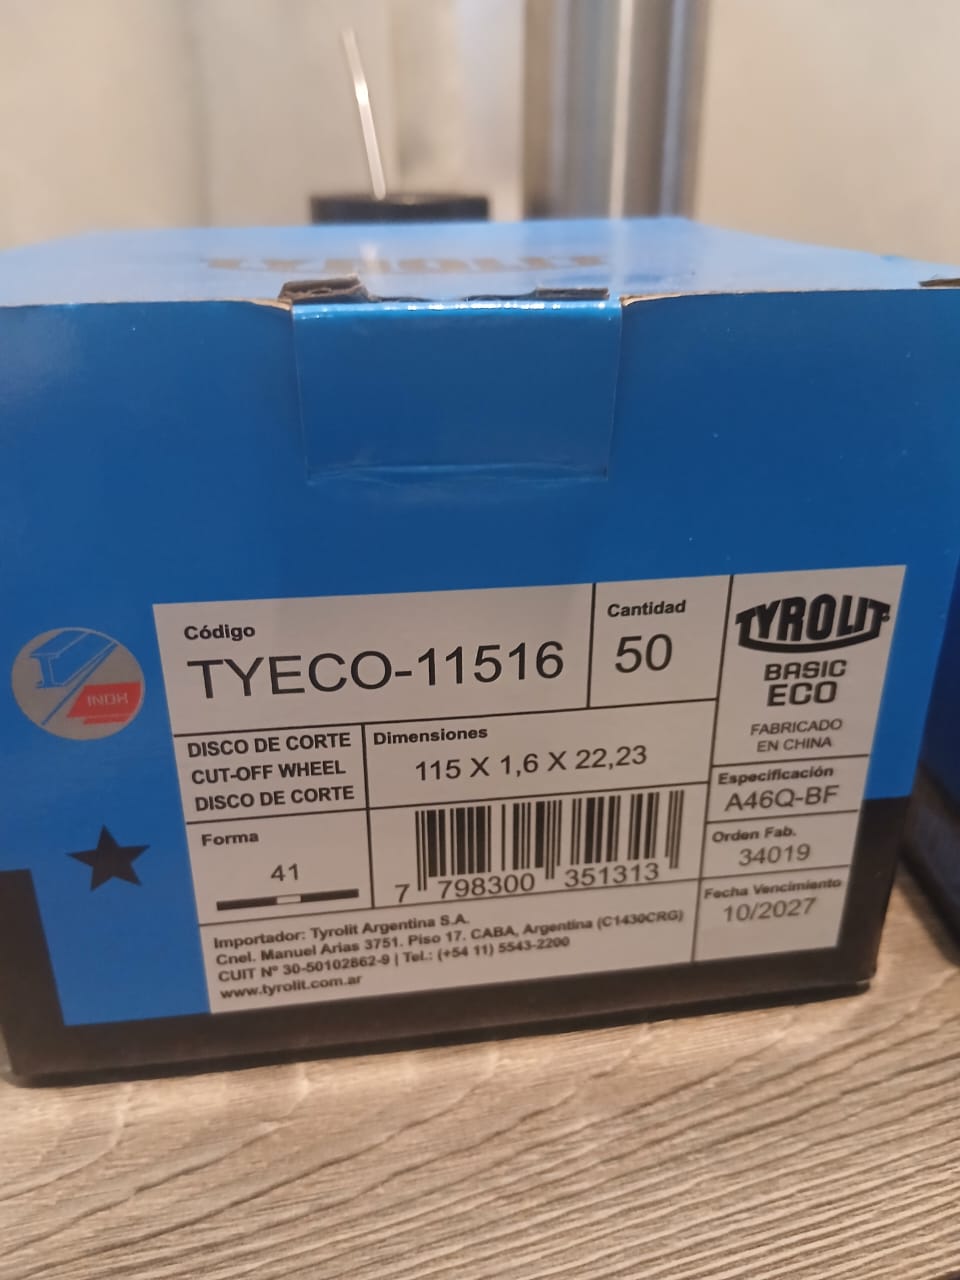 TYROLIT
Código
TYECO-11516
Cantidad
50
TYROLIT
BASIC
ECO
FABRICADO
EN CHINA
INOX
DISCO DE CORTE
CUT-OFF WHEEL
DISCO DE CORTE
Dimensiones
115 X 1,6 X 22,23
Especificación
A46Q-BF
Forma
41
7 798300 351313
Orden Fab.
34019
Fecha Vencimiento
10/2027
Importador: Tyrolit Argentina S.A.
Cnel. Manuel Arias 3751. Piso 17. CABA, Argentina (C1430CRG)
CUIT Nº 30-50102862-9 | Tel.: (+54 11) 5543-2200
www.tyrolit.com.ar